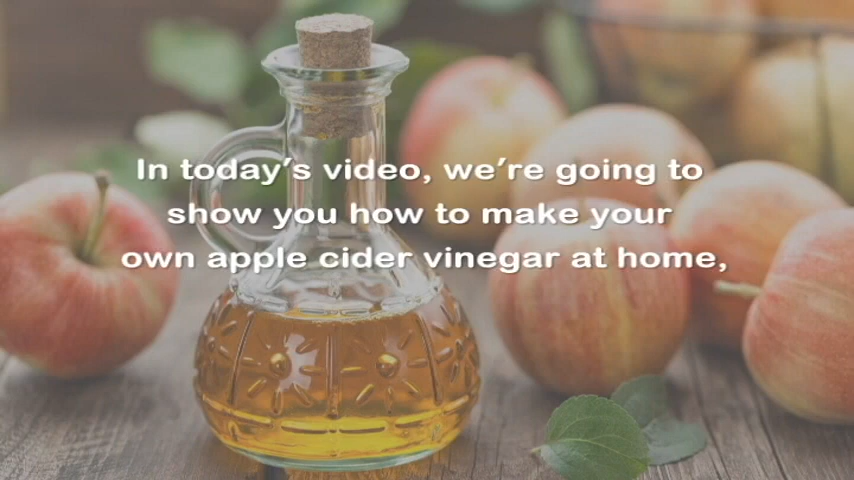 In today's video, we're going to
show you how to make your
own apple cider vinegar at home,